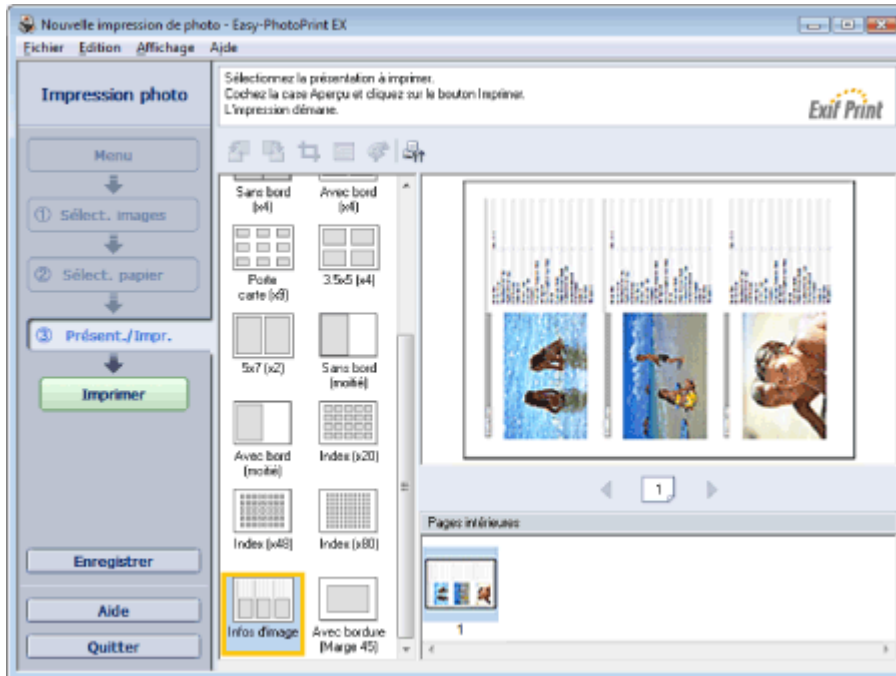 Nouvelle impression de photo - Easy-PhotoPrint EX
Fichier Edition Affichage Aide
Impression photo
Sélectionnez la présentation à imprimer.
Cochez la case Aperçu et cliquez sur le bouton Imprimer.
L'impression démarre.
Exif Print
Menu
① Sélect. images
② Sélect. papier
③ Présent./Impr.
Imprimer
Enregistrer
Aide
Quitter
Sans bord
(x4)
Avec bord
(x4)
Porte
carte (x9)
3.5x5 (x4)
5x7 (x2)
Sans bord
(moitié)
Avec bord
(moitié)
Index (x20)
Index (x48)
Index (x80)
Infos d'image
Avec bordure
(Marge 45)
1
Pages intérieures
1